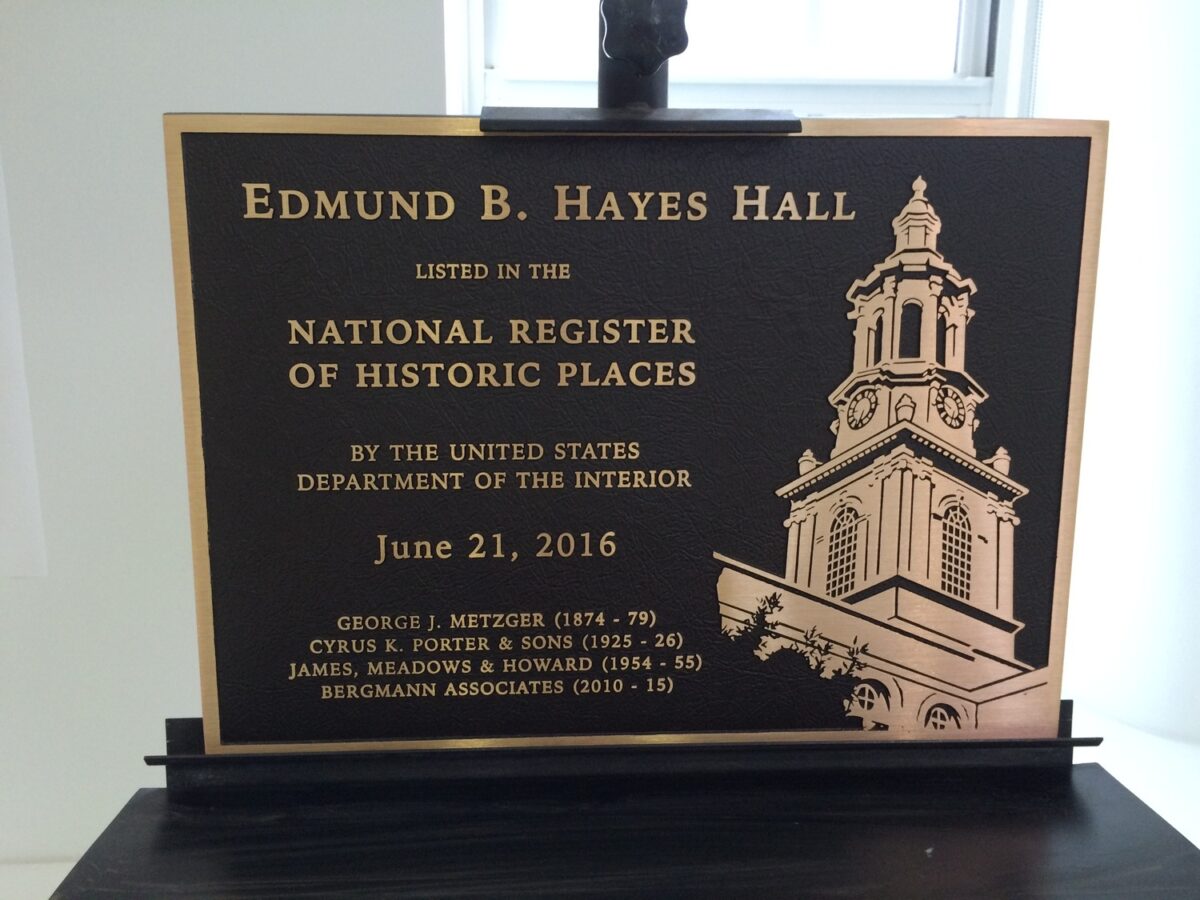 EDMUND B. HAYES HALL
LISTED IN THE
NATIONAL REGISTER
OF HISTORIC PLACES
BY THE UNITED STATES
DEPARTMENT OF THE INTERIOR
June 21, 2016
GEORGE J. METZGER (1874 - 79)
CYRUS K. PORTER & SONS (1925 - 26)
JAMES, MEADOWS & HOWARD (1954 - 55)
BERGMANN ASSOCIATES (2010 - 15)